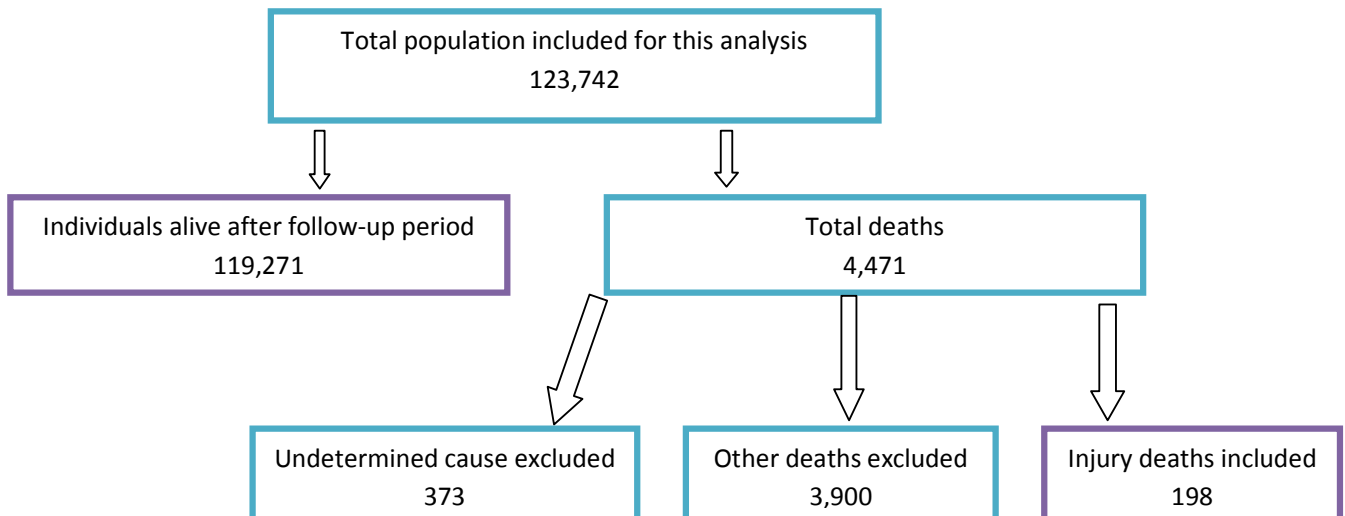 Total population included for this analysis
123,742
Individuals alive after follow-up period
119,271
Total deaths
4,471
Undetermined cause excluded
373
Other deaths excluded
3,900
Injury deaths included
198